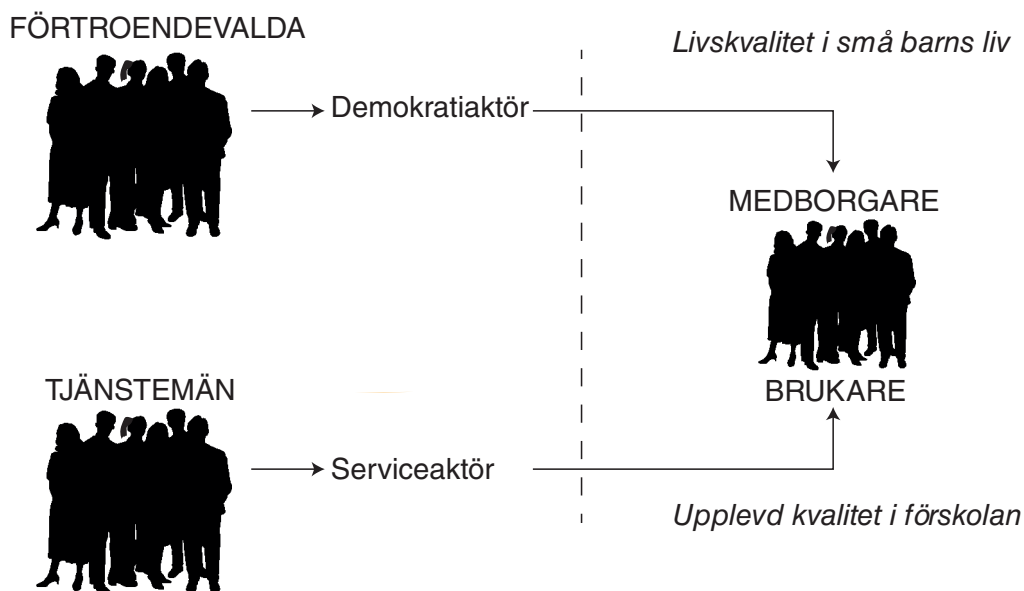 FÖRTROENDEVALDA
Livskvalitet i små barns liv
Demokratiaktör
MEDBORGARE
TJÄNSTEMÄN
BRUKARE
Serviceaktör
Upplevd kvalitet i förskolan